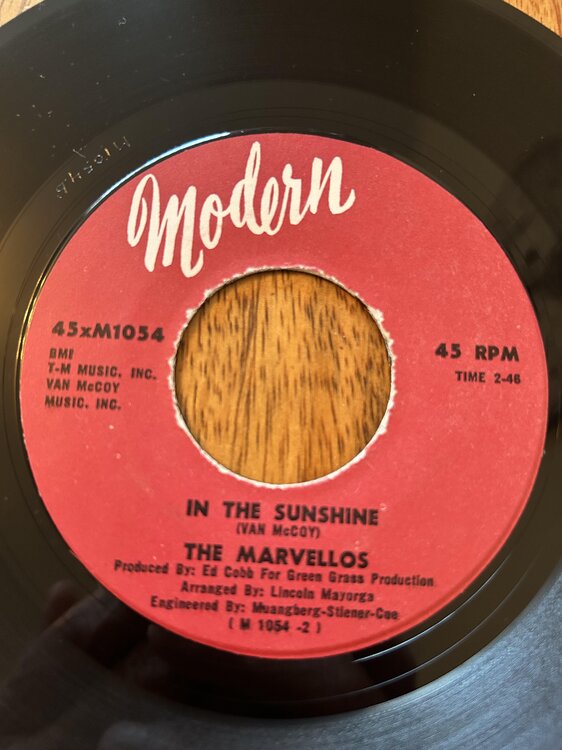 Modern
45xM1054
BMI
T-M MUSIC, INC.
VAN McCOY
MUSIC, INC.
45 RPM
TIME 2-46
IN THE SUNSHINE
(VAN McCOY)
THE MARVELLOS
Produced By: Ed Cobb For Green Grass Production
Arranged By: Lincoln Mayorga
Engineered By: Muangberg-Stiener-Coe
( M 1054 -2 )